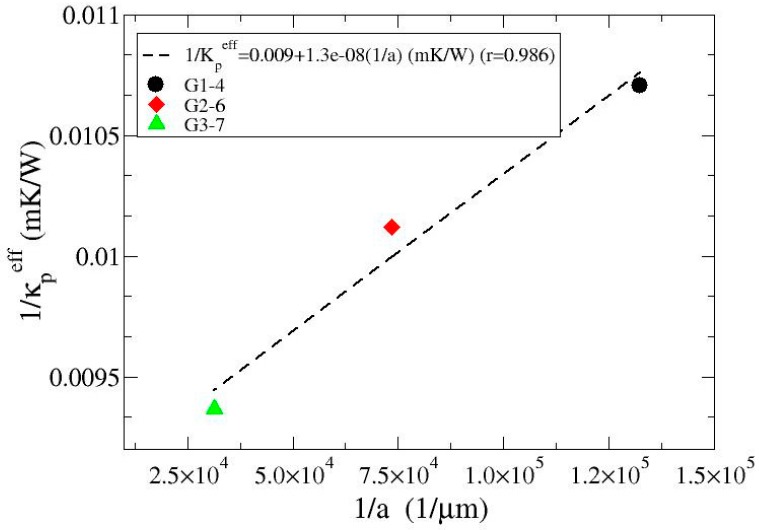 0.011
1/K_p^eff=0.009+1.3e-08(1/a) (mK/W) (r=0.986)
G1-4
G2-6
G3-7
0.0105
0.01
0.0095
1/κ_p^eff (mK/W)
2.5×10^4 5.0×10^4 7.5×10^4 1.0×10^5 1.2×10^5 1.5×10^5
1/a (1/μm)